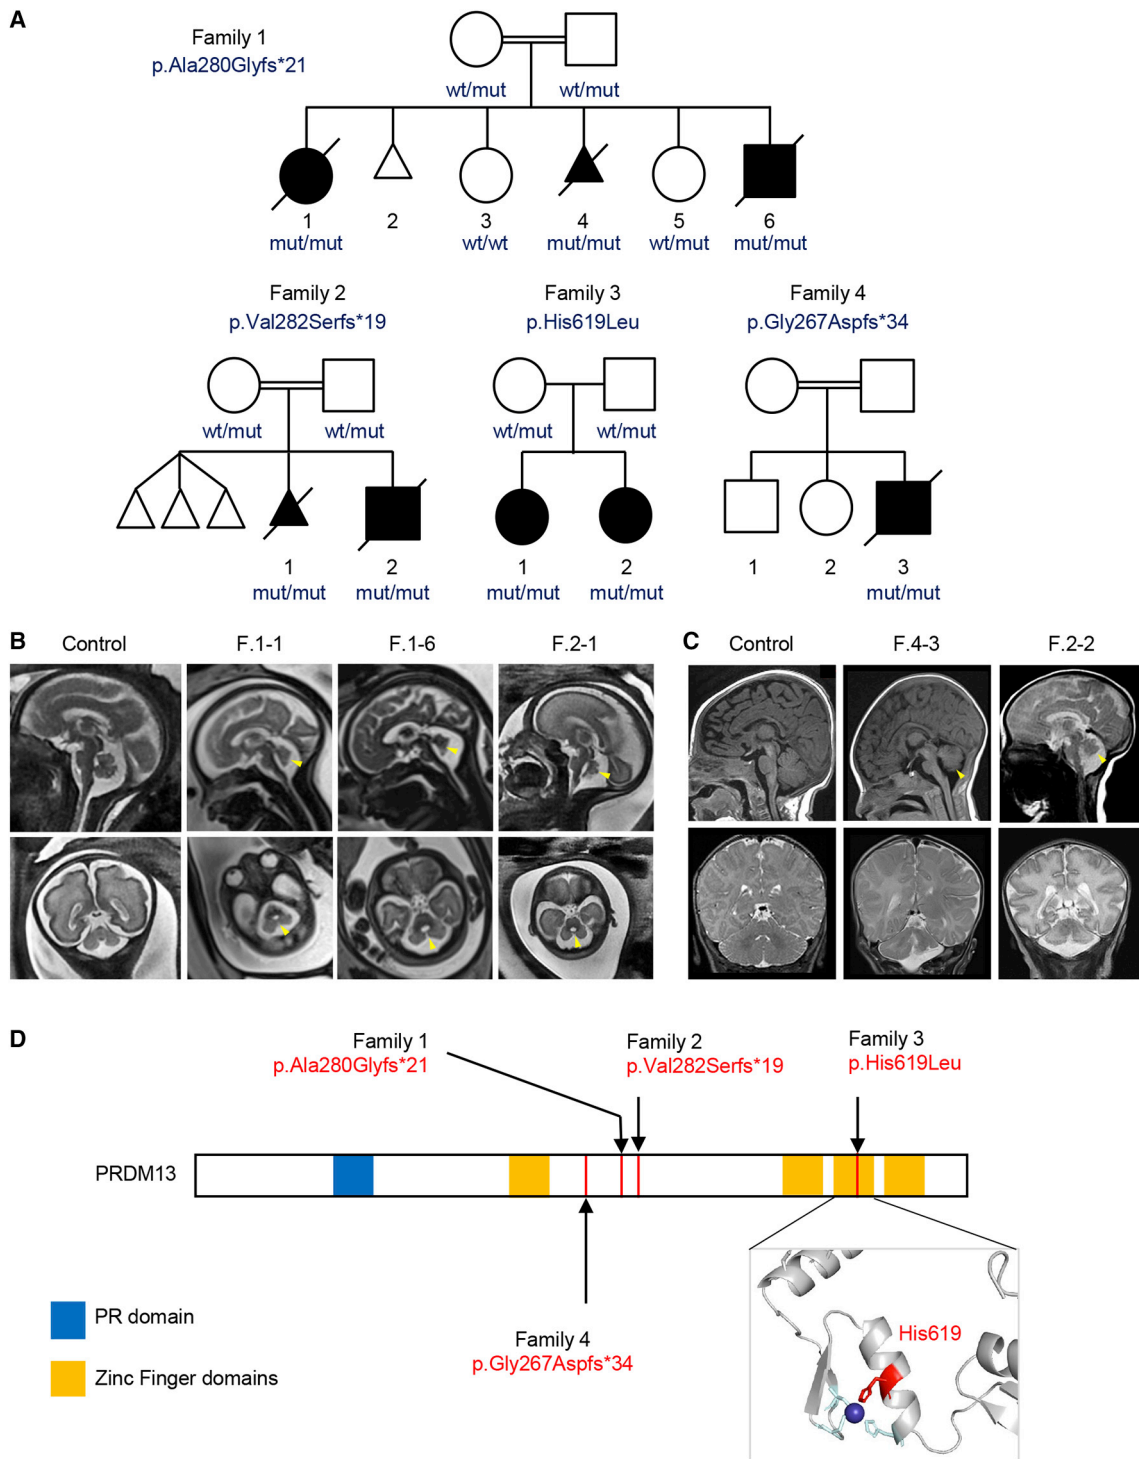 A
Family 1
p.Ala280Glyfs*21
wt/mut wt/mut
1 2 3 4 5 6
mut/mut wt/wt mut/mut wt/mut mut/mut
Family 2 Family 3 Family 4
p.Val282Serfs*19 p.His619Leu p.Gly267Aspfs*34
wt/mut wt/mut wt/mut wt/mut
1 2 1 2 1 2 3
mut/mut mut/mut mut/mut mut/mut mut/mut
B Control F.1-1 F.1-6 F.2-1 C Control F.4-3 F.2-2
D
Family 1 Family 2 Family 3
p.Ala280Glyfs*21 p.Val282Serfs*19 p.His619Leu
PRDM13
PR domain
Zinc Finger domains
Family 4
p.Gly267Aspfs*34
His619